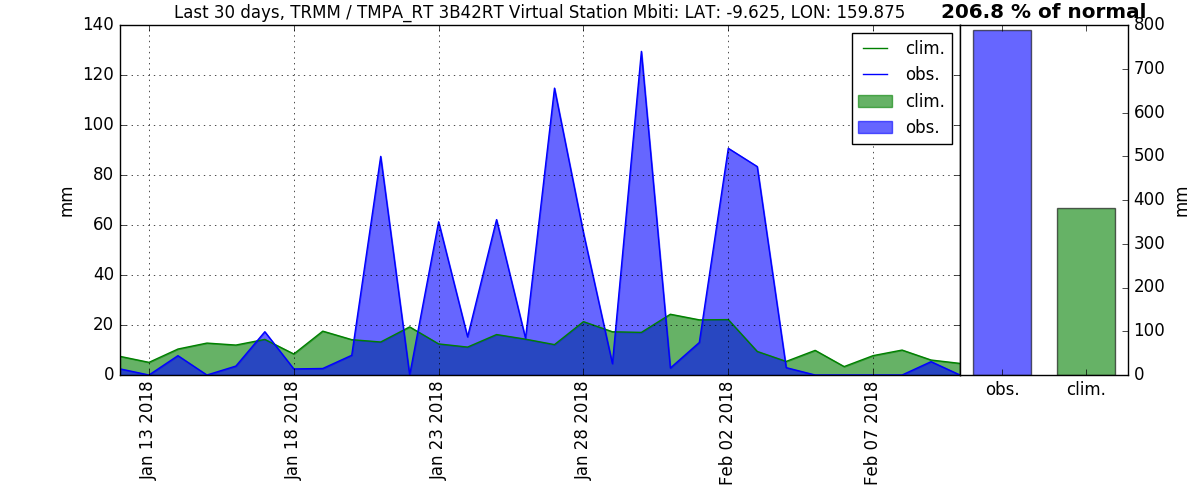 Last 30 days, TRMM / TMPA_RT 3B42RT Virtual Station Mbiti: LAT: -9.625, LON: 159.875
206.8 % of normal
140
120
100
80
60
40
20
0
mm
clim.
obs.
clim.
obs.
Jan 13 2018
Jan 18 2018
Jan 23 2018
Jan 28 2018
Feb 02 2018
Feb 07 2018
800
700
600
500
400
300
200
100
0
mm
obs.
clim.